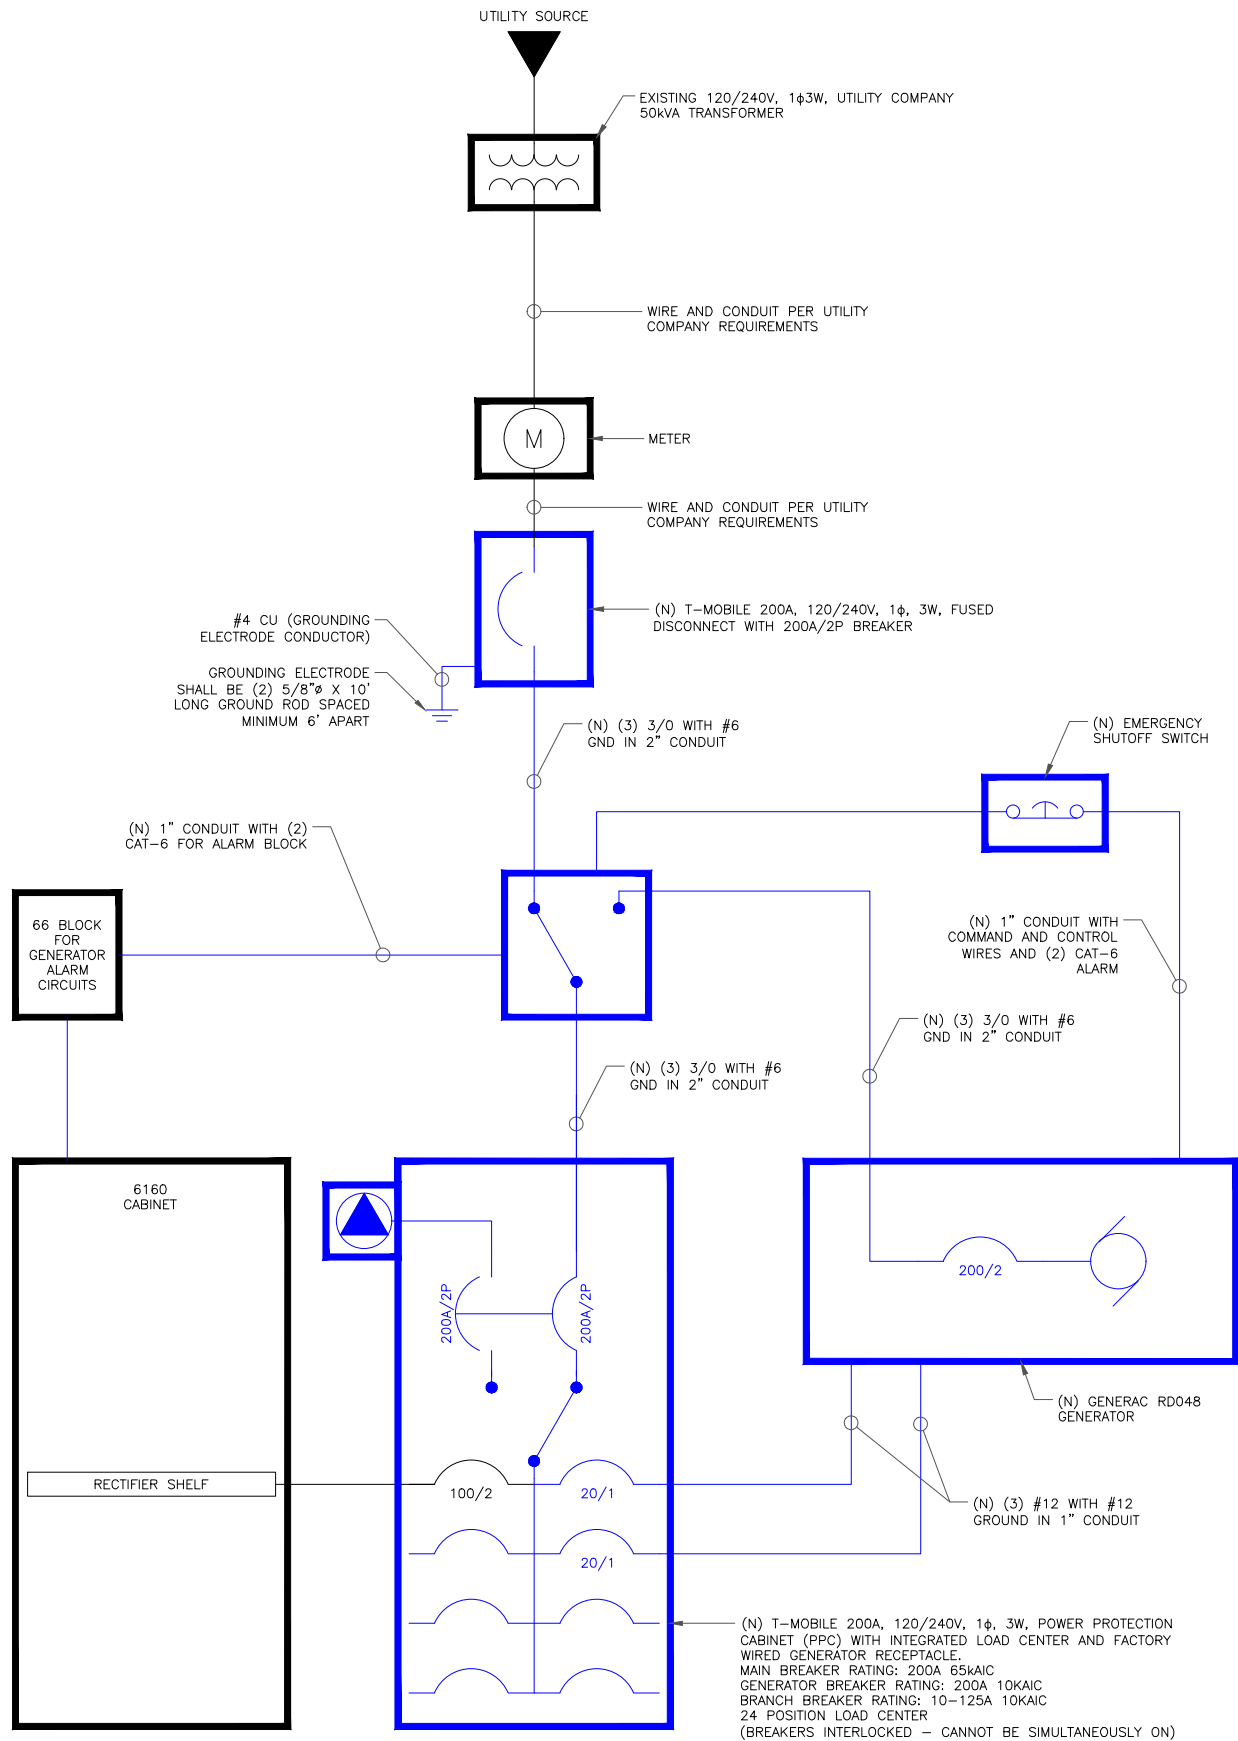 UTILITY SOURCE
EXISTING 120/240V, 1ϕ3W, UTILITY COMPANY
50kVA TRANSFORMER
WIRE AND CONDUIT PER UTILITY
COMPANY REQUIREMENTS
M
METER
WIRE AND CONDUIT PER UTILITY
COMPANY REQUIREMENTS
(N) T-MOBILE 200A, 120/240V, 1ϕ, 3W, FUSED
DISCONNECT WITH 200A/2P BREAKER
#4 CU (GROUNDING
ELECTRODE CONDUCTOR)
GROUNDING ELECTRODE
SHALL BE (2) 5/8"ø X 10'
LONG GROUND ROD SPACED
MINIMUM 6' APART
(N) (3) 3/0 WITH #6
GND IN 2" CONDUIT
(N) EMERGENCY
SHUTOFF SWITCH
(N) 1" CONDUIT WITH (2)
CAT-6 FOR ALARM BLOCK
66 BLOCK
FOR
GENERATOR
ALARM
CIRCUITS
(N) 1" CONDUIT WITH
COMMAND AND CONTROL
WIRES AND (2) CAT-6
ALARM
(N) (3) 3/0 WITH #6
GND IN 2" CONDUIT
(N) (3) 3/0 WITH #6
GND IN 2" CONDUIT
6160
CABINET
200A/2P
200A/2P
200/2
(N) GENERAC RD048
GENERATOR
RECTIFIER SHELF
100/2
20/1
20/1
(N) (3) #12 WITH #12
GROUND IN 1" CONDUIT
(N) T-MOBILE 200A, 120/240V, 1ϕ, 3W, POWER PROTECTION
CABINET (PPC) WITH INTEGRATED LOAD CENTER AND FACTORY
WIRED GENERATOR RECEPTACLE.
MAIN BREAKER RATING: 200A 65kAIC
GENERATOR BREAKER RATING: 200A 10KAIC
BRANCH BREAKER RATING: 10-125A 10KAIC
24 POSITION LOAD CENTER
(BREAKERS INTERLOCKED - CANNOT BE SIMULTANEOUSLY ON)